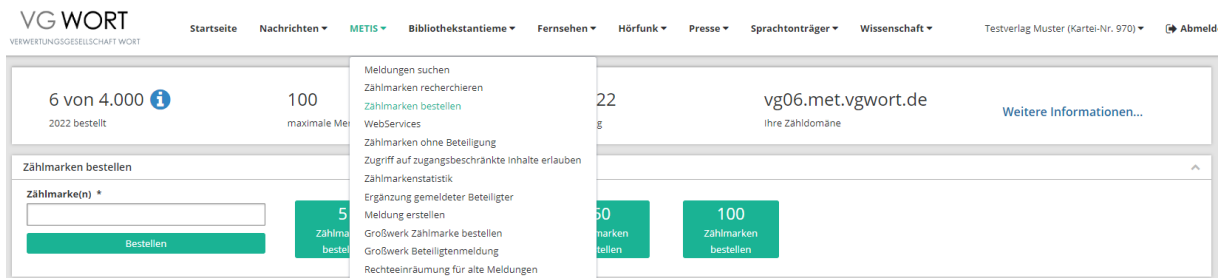 VG WORT
VERWERTUNGSGESELLSCHAFT WORT
Startseite Nachrichten METIS Bibliothekstantieme Fernsehen Hörfunk Presse Sprachtonträger Wissenschaft Testverlag Muster (Kartei-Nr. 970) Abmeld
Meldungen suchen
Zählmarken recherchieren
Zählmarken bestellen
WebServices
Zählmarken ohne Beteiligung
Zugriff auf zugangsbeschränkte Inhalte erlauben
Zählmarkenstatistik
Ergänzung gemeldeter Beteiligter
Meldung erstellen
Großwerk Zählmarke bestellen
Großwerk Beteiligtenmeldung
Rechteeinräumung für alte Meldungen
6 von 4.000
2022 bestellt
100
maximale Me
22
g
vg06.met.vgwort.de
Ihre Zähldomäne
Weitere Informationen...
Zählmarken bestellen
Zählmarke(n) *
Bestellen
5
Zählma
bestel
50
marken
tellen
100
Zählmarken
bestellen